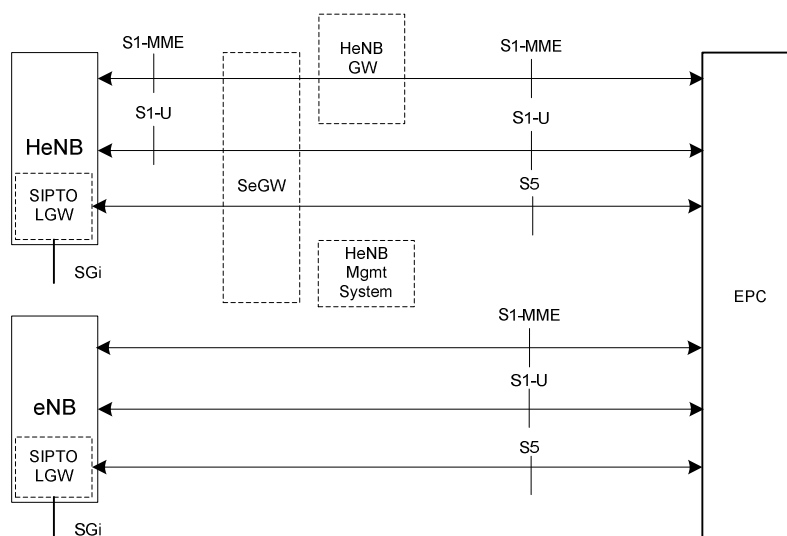 S1-MME
HeNB
GW
S1-MME
S1-U
S1-U
HeNB
SIPTO
LGW
SeGW
S5
SGi
HeNB
Mgmt
System
EPC
S1-MME
S1-U
eNB
SIPTO
LGW
S5
SGi